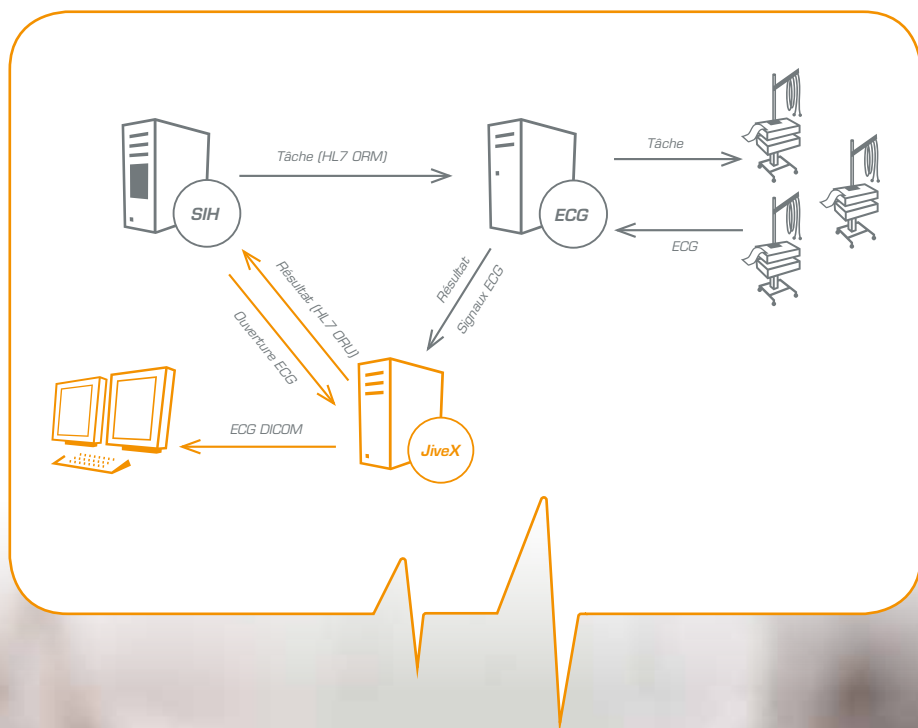 Tâche (HL7 ORM)
Tâche
SIH
ECG
ECG
Résultat (HL7 ORU)
Ouverture ECG
Résultat
Signaux ECG
ECG DICOM
JiveX